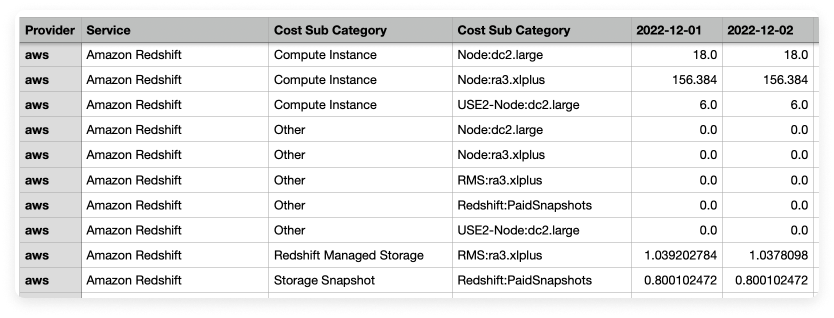 Provider Service Cost Sub Category Cost Sub Category 2022-12-01 2022-12-02
aws Amazon Redshift Compute Instance Node:dc2.large 18.0 18.0
aws Amazon Redshift Compute Instance Node:ra3.xlplus 156.384 156.384
aws Amazon Redshift Compute Instance USE2-Node:dc2.large 6.0 6.0
aws Amazon Redshift Other Node:dc2.large 0.0 0.0
aws Amazon Redshift Other Node:ra3.xlplus 0.0 0.0
aws Amazon Redshift Other RMS:ra3.xlplus 0.0 0.0
aws Amazon Redshift Other Redshift:PaidSnapshots 0.0 0.0
aws Amazon Redshift Other USE2-Node:dc2.large 0.0 0.0
aws Amazon Redshift Redshift Managed Storage RMS:ra3.xlplus 1.039202784 1.0378098
aws Amazon Redshift Storage Snapshot Redshift:PaidSnapshots 0.800102472 0.800102472